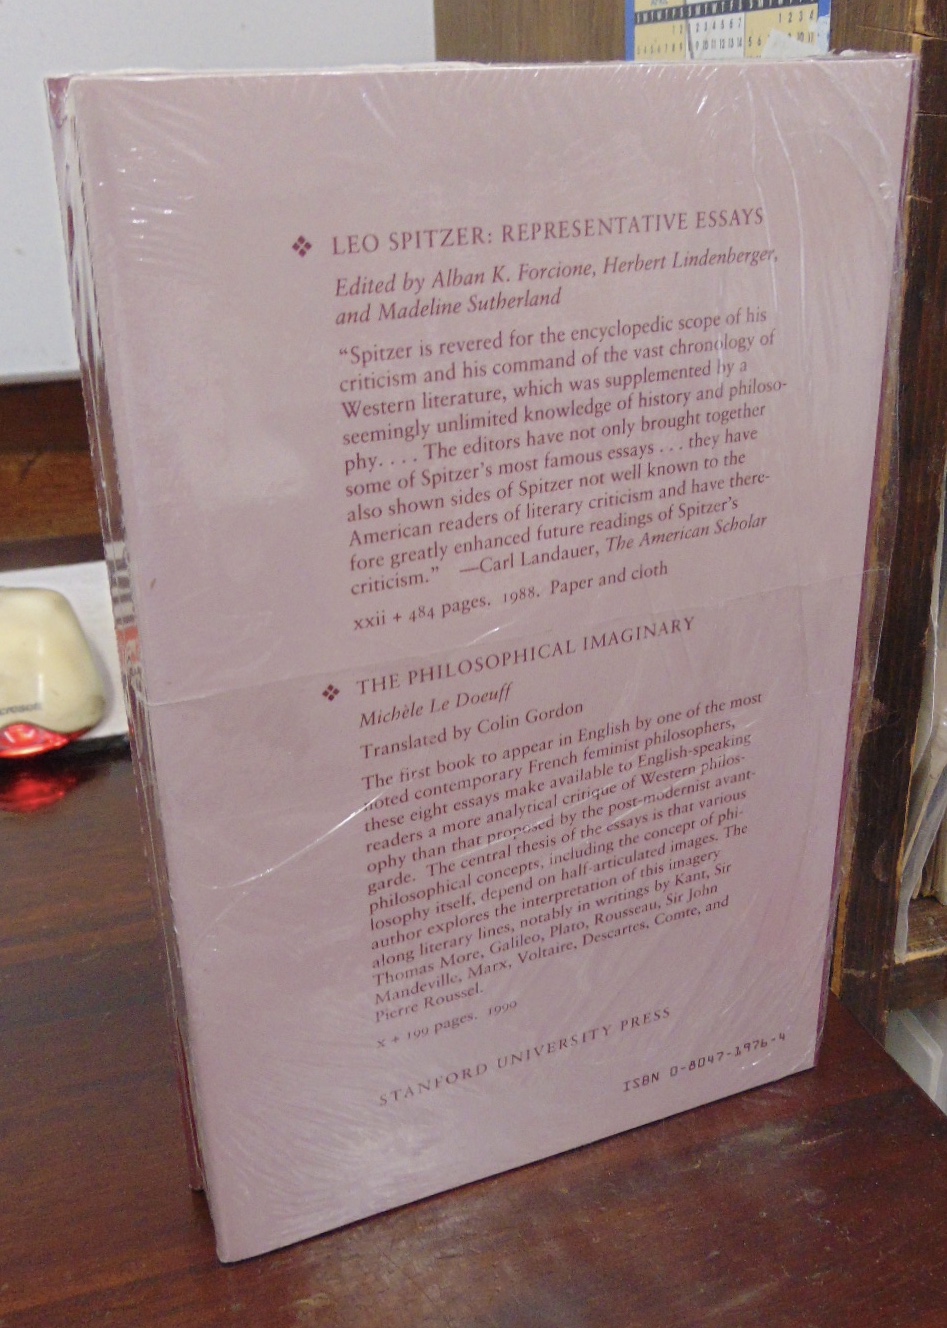 ❖ LEO SPITZER: REPRESENTATIVE ESSAYS
Edited by Alban K. Forcione, Herbert Lindenberger,
and Madeline Sutherland
“Spitzer is revered for the encyclopedic scope of his
criticism and his command of the vast chronology of
Western literature, which was supplemented by a
seemingly unlimited knowledge of history and philoso-
phy. . . . The editors have not only brought together
some of Spitzer’s most famous essays . . . they have
also shown sides of Spitzer not well known to the
American readers of literary criticism and have there-
fore greatly enhanced future readings of Spitzer’s
criticism.” —Carl Landauer, The American Scholar
xxii + 484 pages. 1988. Paper and cloth
❖ THE PHILOSOPHICAL IMAGINARY
Michèle Le Doeuff
Translated by Colin Gordon
The first book to appear in English by one of the most
noted contemporary French feminist philosophers,
these eight essays make available to English-speaking
readers a more analytical critique of Western philos-
ophy than that proposed by the post-modernist avant-
garde. The central thesis of the essays is that various
philosophical concepts, including the concept of phi-
losophy itself, depend on half-articulated images. The
author explores the interpretation of this imagery
along literary lines, notably in writings by Kant, Sir
Thomas More, Galileo, Plato, Rousseau, Sir John
Mandeville, Marx, Voltaire, Descartes, Comte, and
Pierre Roussel.
x + 199 pages. 1990
STANFORD UNIVERSITY PRESS
ISBN 0-8047-1976-4